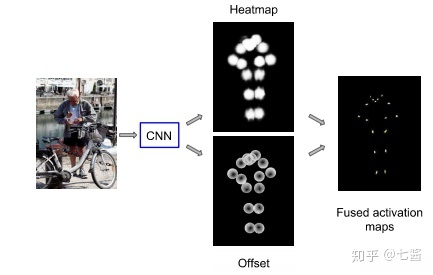 Heatmap
CNN
Offset
Fused activation
maps
知乎 @七酱